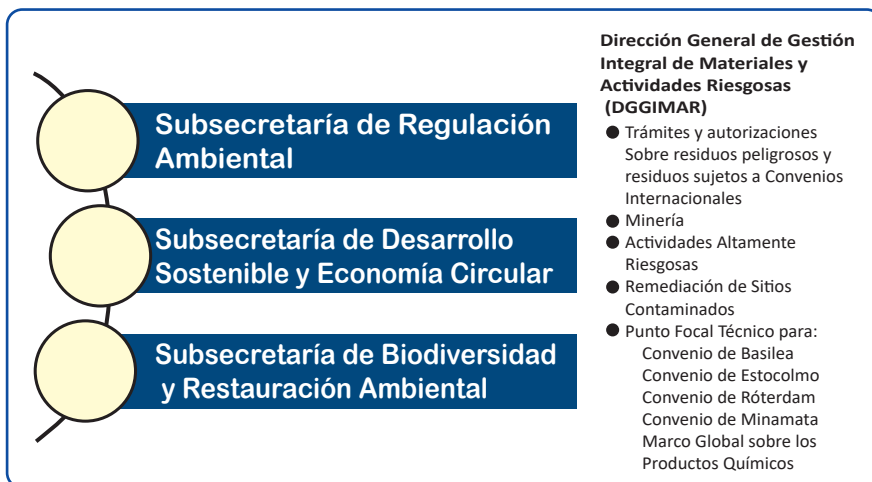 Subsecretaría de Regulación
Ambiental
Subsecretaría de Desarrollo
Sostenible y Economía Circular
Subsecretaría de Biodiversidad
y Restauración Ambiental
Dirección General de Gestión
Integral de Materiales y
Actividades Riesgosas
(DGGIMAR)
● Trámites y autorizaciones
Sobre residuos peligrosos y
residuos sujetos a Convenios
Internacionales
● Minería
● Actividades Altamente
Riesgosas
● Remediación de Sitios
Contaminados
● Punto Focal Técnico para:
Convenio de Basilea
Convenio de Estocolmo
Convenio de Róterdam
Convenio de Minamata
Marco Global sobre los
Productos Químicos